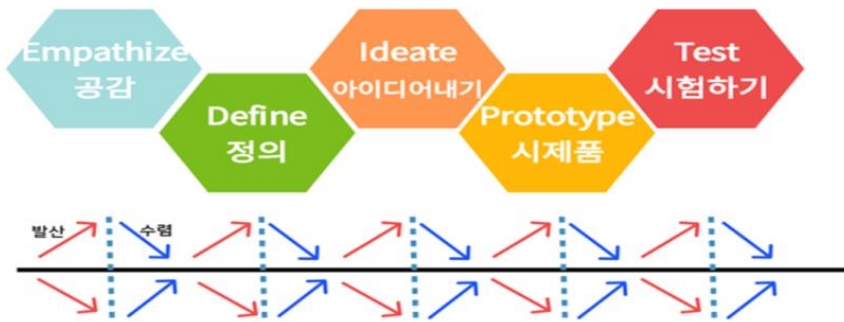 Empathize
공감
Define
정의
Ideate
아이디어내기
Prototype
시제품
Test
시험하기
발산
수렴